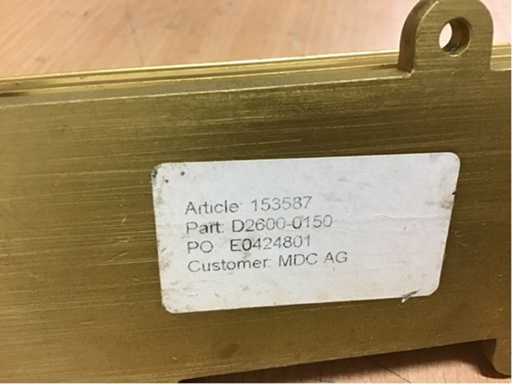 Article: 153587
Part: D2600-0150
PO E0424801
Customer: MDC AG